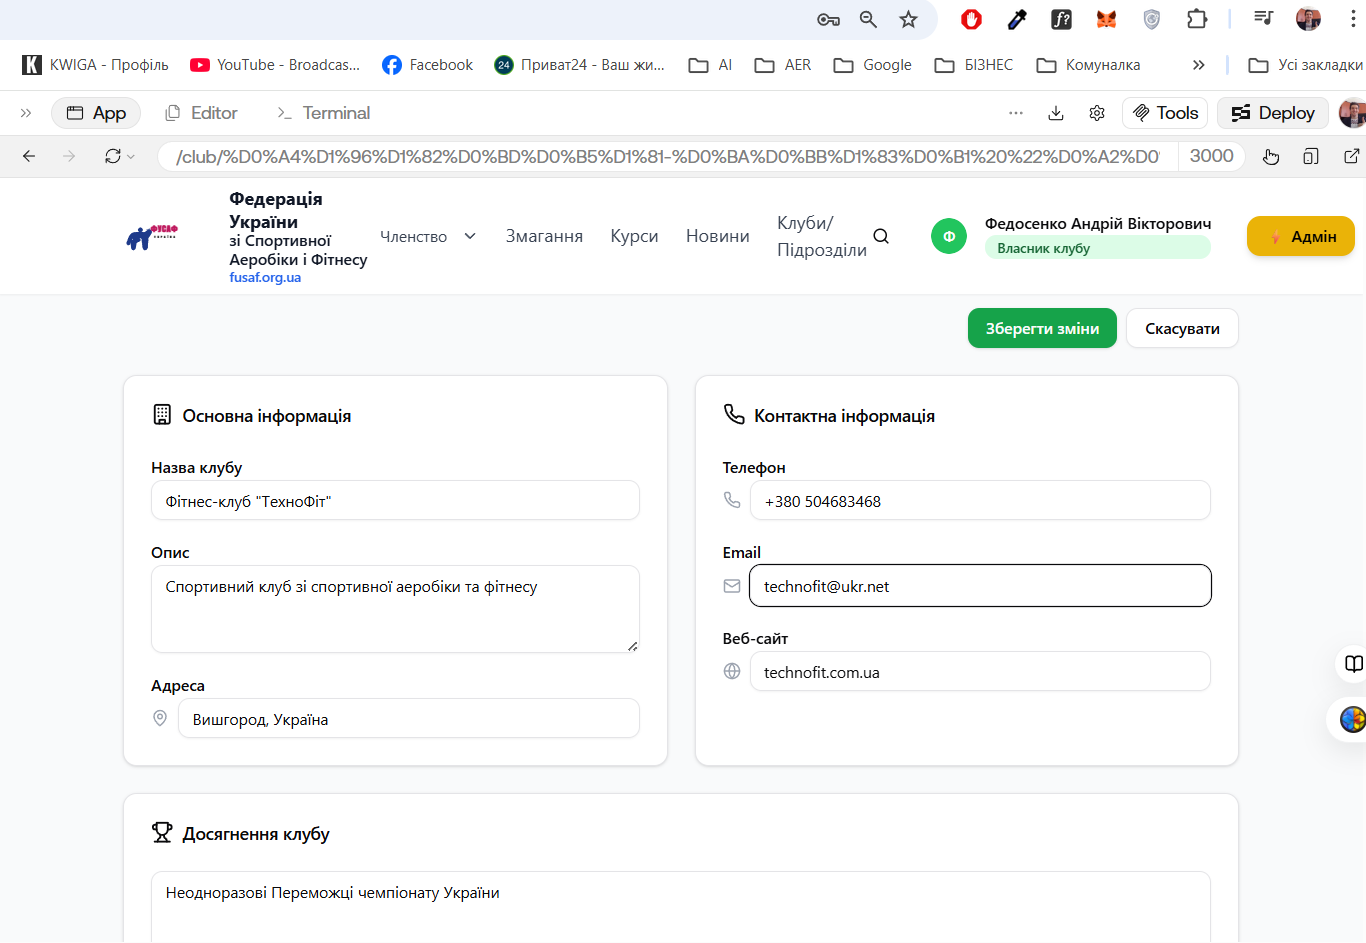 KWIGA - Профіль
YouTube - Broadcas...
Facebook
24
Приват24 - Ваш жи...
AI
AER
Google
БІЗНЕС
Комуналка
»
Усі закладки
App
Editor
>_ Terminal
...
Tools
Deploy
/club/%D0%A4%D1%96%D1%82%D0%BD%D0%B5%D1%81-%D0%BA%D0%BB%D1%83%D0%B1%20%22%D0%A2%D0
3000
ФУСАФ
УКРАЇНА
Федерація
України
зі Спортивної
Аеробіки і Фітнесу
fusaf.org.ua
Членство
Змагання
Курси
Новини
Клуби/
Підрозділи
Ф
Федосенко Андрій Вікторович
Власник клубу
Адмін
Зберегти зміни
Скасувати
Основна інформація
Назва клубу
Фітнес-клуб "ТехноФіт"
Опис
Спортивний клуб зі спортивної аеробіки та фітнесу
Адреса
Вишгород, Україна
Контактна інформація
Телефон
+380 504683468
Email
technofit@ukr.net
Веб-сайт
technofit.com.ua
Досягнення клубу
Неодноразові Переможці чемпіонату України